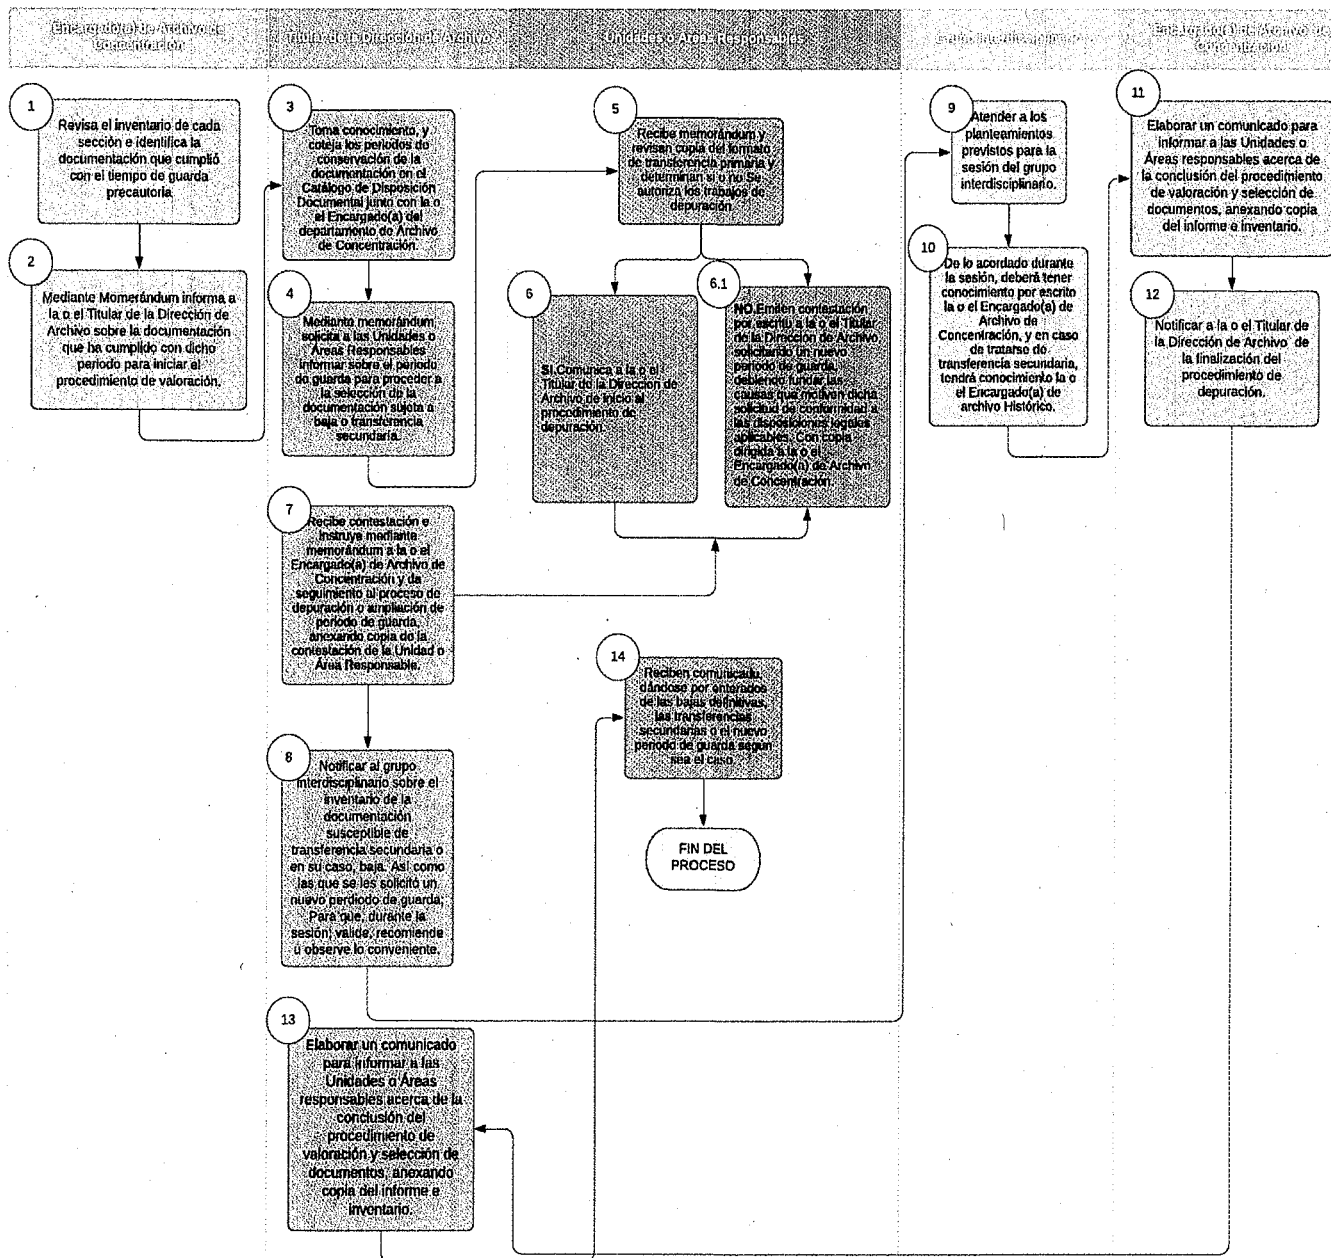 Encargado(a) de Archivo de
Concentración
Titular de la Dirección de Archivo
Unidades o Áreas Responsables
Grupo Interdisciplinario
Encargado(a) de Archivo de
Concentración
1
Revisa el inventario de cada
sección e identifica la
documentación que cumplió
con el tiempo de guarda
precautoria
2
Mediante Momerándum informa a
la o el Titular de la Dirección de
Archivo sobre la documentación
que ha cumplido con dicho
periodo para iniciar el
procedimiento de valoración.
3
Toma conocimiento, y
coteja los periodos de
conservación de la
documentación en el
Catálogo de Disposición
Documental junto con la o
el Encargado(a) del
departamento de Archivo
de Concentración.
4
Mediante memorándum
solicita a las Unidades o
Áreas Responsables
informar sobre el periodo
de guarda para proceder a
la selección de la
documentación sujeta a
baja o transferencia
secundaria.
5
Recibe memorándum y
revisan copia del formato
de transferencia primaria y
determinan si o no Se
autoriza los trabajos de
depuración.
6
SI.Comunica a la o el
Titular de la Dirección de
Archivo de inicio al
procedimiento de
depuración.
6.1
NO.Emiten contestación
por escrito a la o el Titular
de la Dirección de Archivo
solicitando un nuevo
periodo de guarda,
debiendo fundar las
causas que motiven dicha
solicitud de conformidad a
las disposiciones legales
aplicables. Con copia
dirigida a la o el
Encargado(a) de Archivo
de Concentración.
7
Recibe contestación e
instruye mediante
memorándum a la o el
Encargado(a) de Archivo de
Concentración y da
seguimiento al proceso de
depuración o ampliación de
periodo de guarda,
anexando copia de la
contestación de la Unidad o
Área Responsable.
8
Notificar al grupo
interdisciplinario sobre el
inventario de la
documentación
susceptible de
transferencia secundaria o
en su caso, baja. Así como
las que se les solicitó un
nuevo perdiodo de guarda;
Para que, durante la
sesión; valide, recomiende
u observe lo conveniente.
9
Atender a los
planteamientos
previstos para la
sesión del grupo
interdisciplinario.
10
De lo acordado durante
la sesión, deberá tener
conocimiento por escrito
la o el Encargado(a) de
Archivo de
Concentración, y en caso
de tratarse de
transferencia secundaria,
tendrá conocimiento la o
el Encargado(a) de
archivo Histórico.
11
Elaborar un comunicado para
informar a las Unidades o
Áreas responsables acerca de
la conclusión del procedimiento
de valoración y selección de
documentos, anexando copia
del informe e inventario.
12
Notificar a la o el Titular de
la Dirección de Archivo de
la finalización del
procedimiento de
depuración.
13
Elaborar un comunicado
para informar a las
Unidades o Áreas
responsables acerca de la
conclusión del
procedimiento de
valoración y selección de
documentos, anexando
copia del informe e
inventario.
14
Reciben comunicado,
dándose por enterados
de las bajas definitivas,
las transferencias
secundarias o el nuevo
periodo de guarda según
sea el caso.
FIN DEL
PROCESO